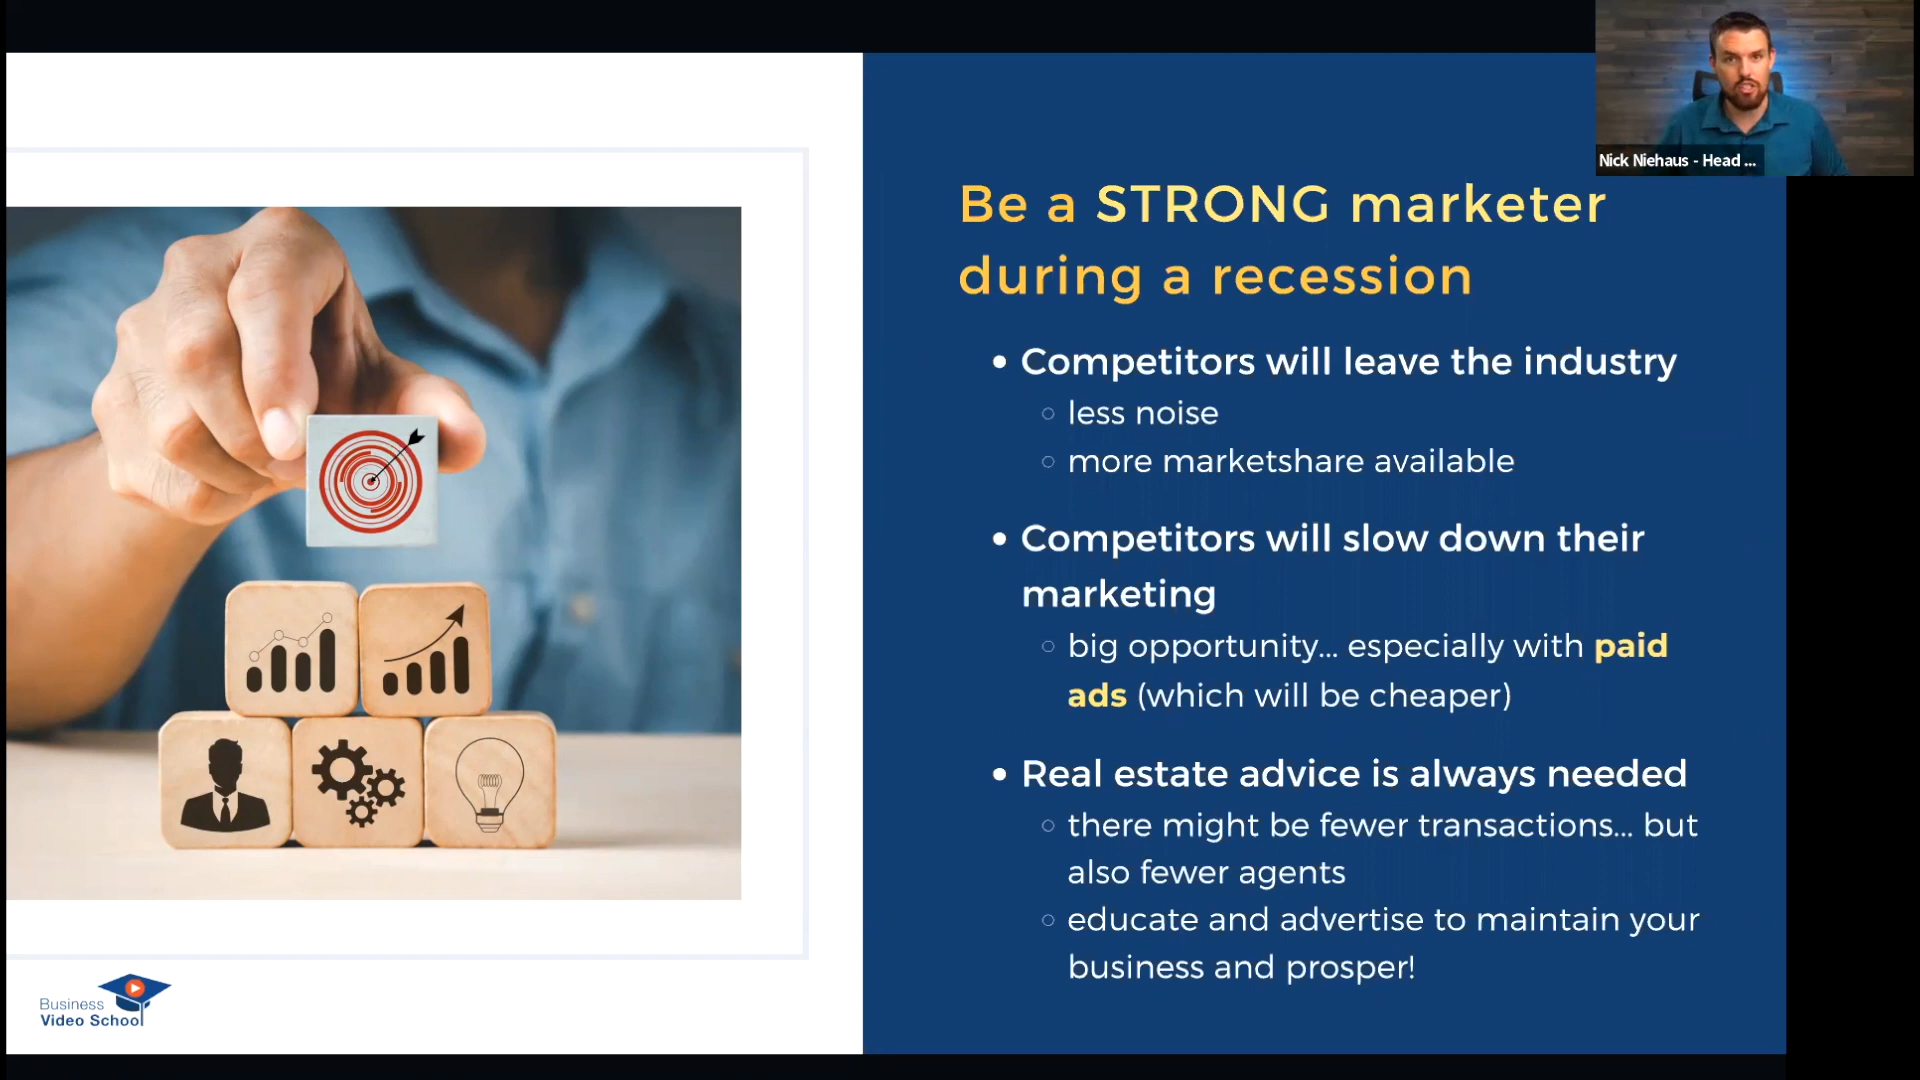 Nick Niehaus - Head ...
Be a STRONG marketer
during a recession
• Competitors will leave the industry
○ less noise
○ more marketshare available
• Competitors will slow down their
marketing
○ big opportunity... especially with paid
ads (which will be cheaper)
• Real estate advice is always needed
○ there might be fewer transactions... but
also fewer agents
○ educate and advertise to maintain your
business and prosper!
Business
Video School